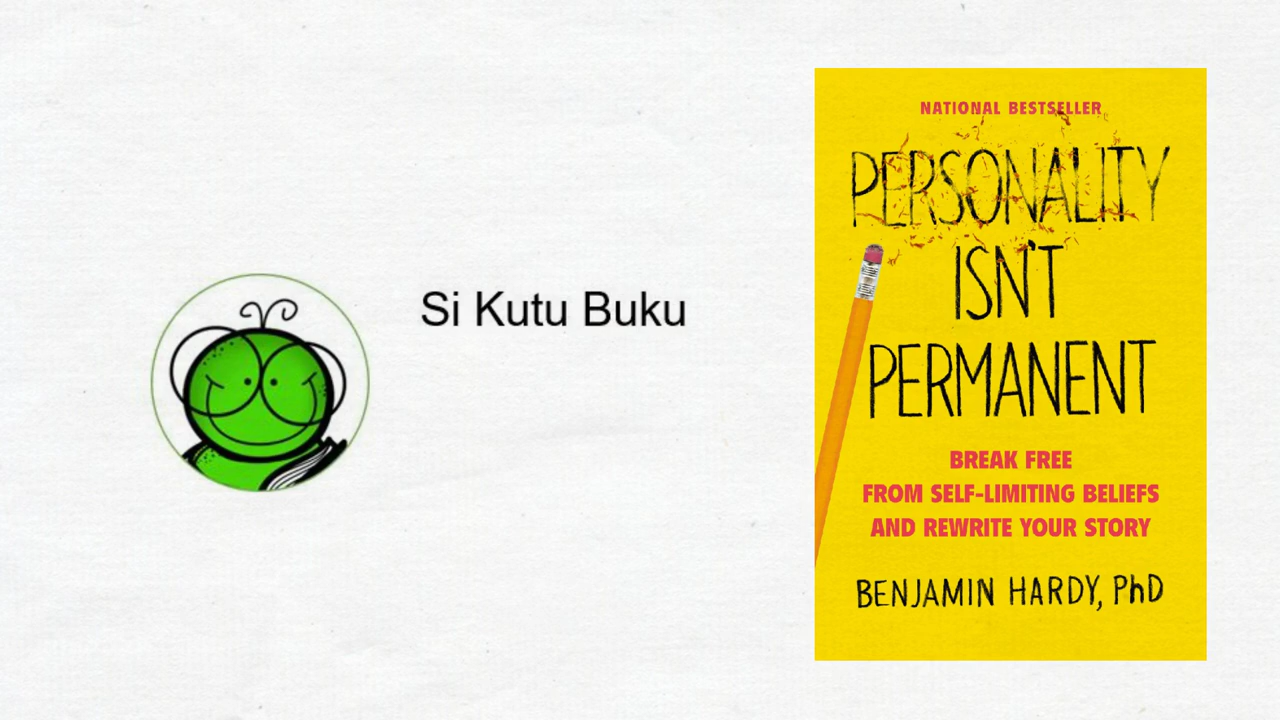 Si Kutu Buku
NATIONAL BESTSELLER
PERSONALITY
ISN'T
PERMANENT
BREAK FREE
FROM SELF-LIMITING BELIEFS
AND REWRITE YOUR STORY
BENJAMIN HARDY, PhD